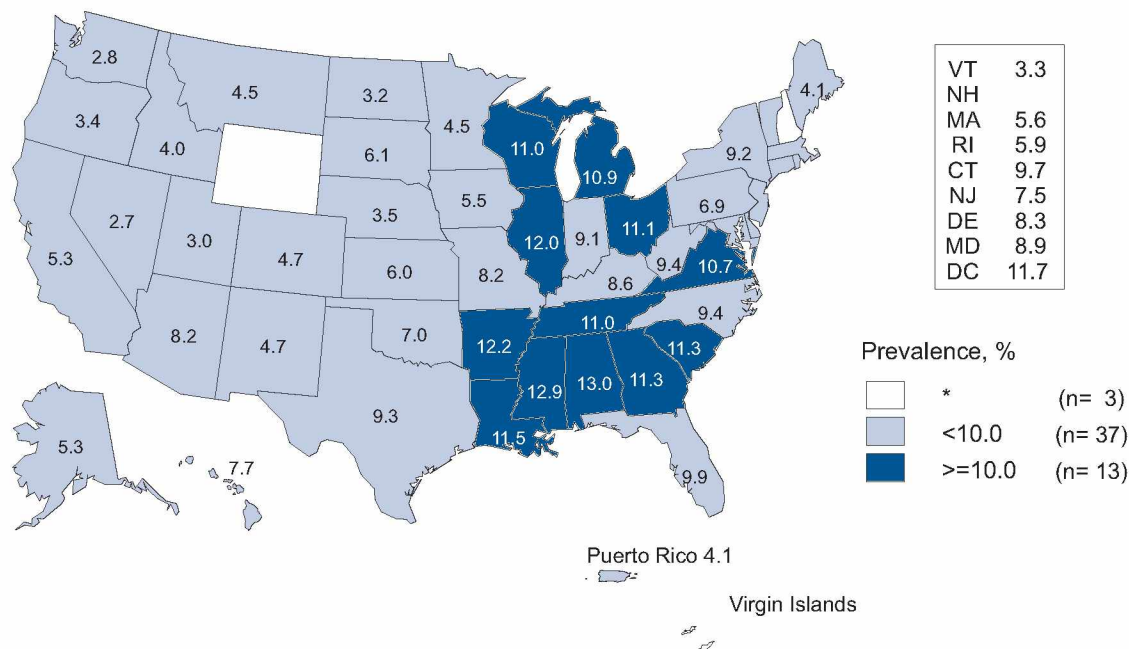 2.8
4.5
3.2
4.5
4.1
3.4
4.0
6.1
11.0
10.9
9.2
2.7
3.0
4.7
3.5
5.5
12.0
9.1
11.1
6.9
5.3
6.0
8.2
8.6
9.4
10.7
8.2
4.7
7.0
12.2
11.0
9.4
9.3
11.5
12.9
13.0
11.3
11.3
9.9
5.3
7.7
VT 3.3
NH
MA 5.6
RI 5.9
CT 9.7
NJ 7.5
DE 8.3
MD 8.9
DC 11.7
Prevalence, %
* (n= 3)
<10.0 (n= 37)
>=10.0 (n= 13)
Puerto Rico 4.1
Virgin Islands